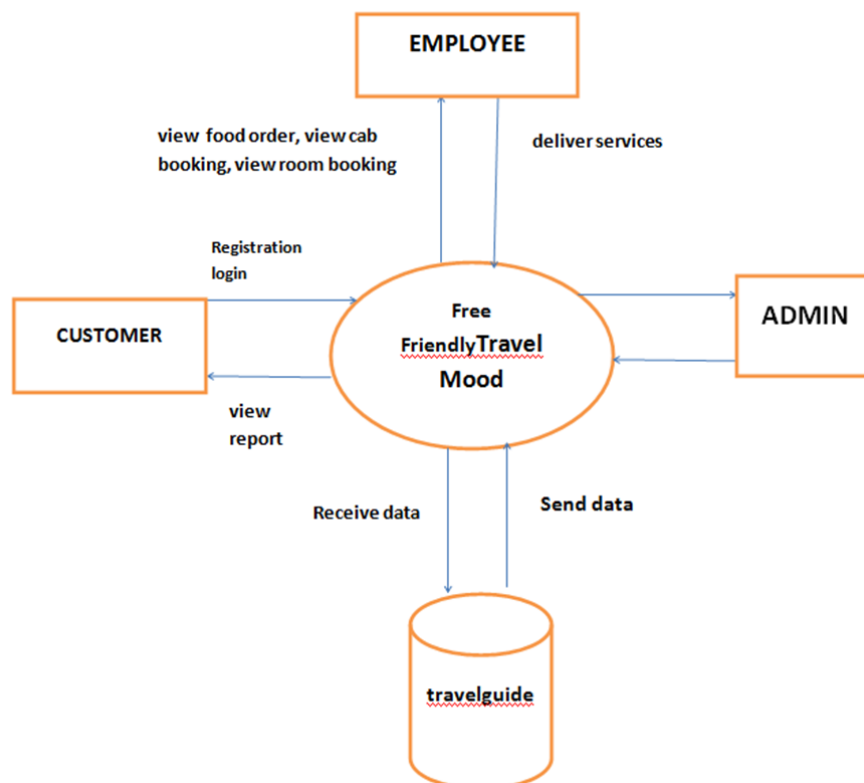 EMPLOYEE
view food order, view cab
booking, view room booking
deliver services
Registration
login
CUSTOMER
Free
FriendlyTravel
Mood
ADMIN
view
report
Receive data
Send data
travelguide